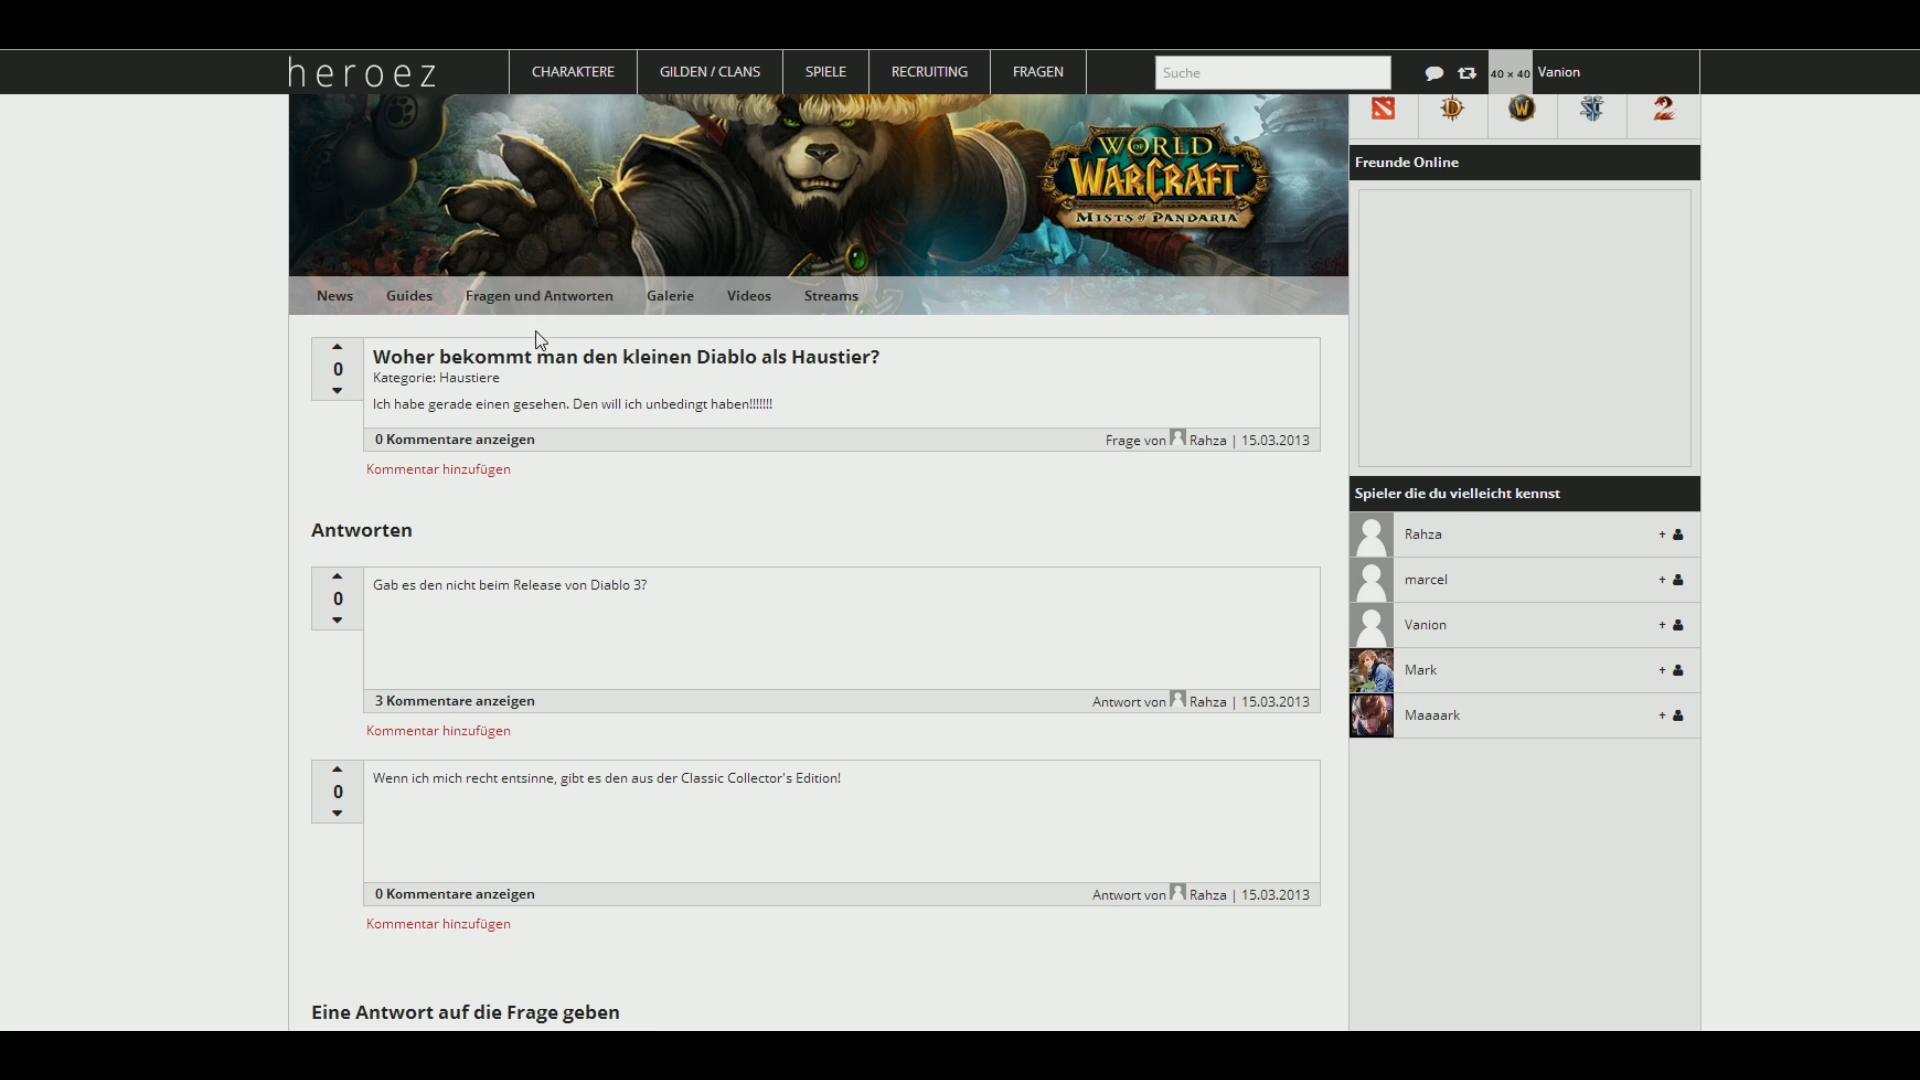 heroez
CHARAKTERE
GILDEN / CLANS
SPIELE
RECRUITING
FRAGEN
Suche
40 × 40
Vanion
WORLD OF
WARCRAFT
MISTS of PANDARIA
News
Guides
Fragen und Antworten
Galerie
Videos
Streams
Woher bekommt man den kleinen Diablo als Haustier?
Kategorie: Haustiere
Ich habe gerade einen gesehen. Den will ich unbedingt haben!!!!!!!
0
0 Kommentare anzeigen
Frage von Rahza | 15.03.2013
Kommentar hinzufügen
Antworten
Gab es den nicht beim Release von Diablo 3?
0
3 Kommentare anzeigen
Antwort von Rahza | 15.03.2013
Kommentar hinzufügen
Wenn ich mich recht entsinne, gibt es den aus der Classic Collector's Edition!
0
0 Kommentare anzeigen
Antwort von Rahza | 15.03.2013
Kommentar hinzufügen
Eine Antwort auf die Frage geben
Freunde Online
Spieler die du vielleicht kennst
Rahza +
marcel +
Vanion +
Mark +
Maaaark +